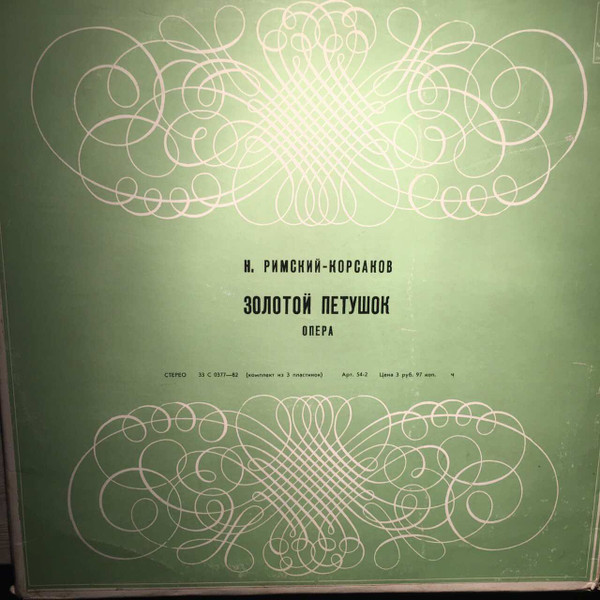 Н. РИМСКИЙ-КОРСАКОВ
ЗОЛОТОЙ ПЕТУШОК
ОПЕРА
СТЕРЕО 33 С 0377—82 (комплект из 3 пластинок) Арт. 54-2 Цена 3 руб. 97 коп. ч